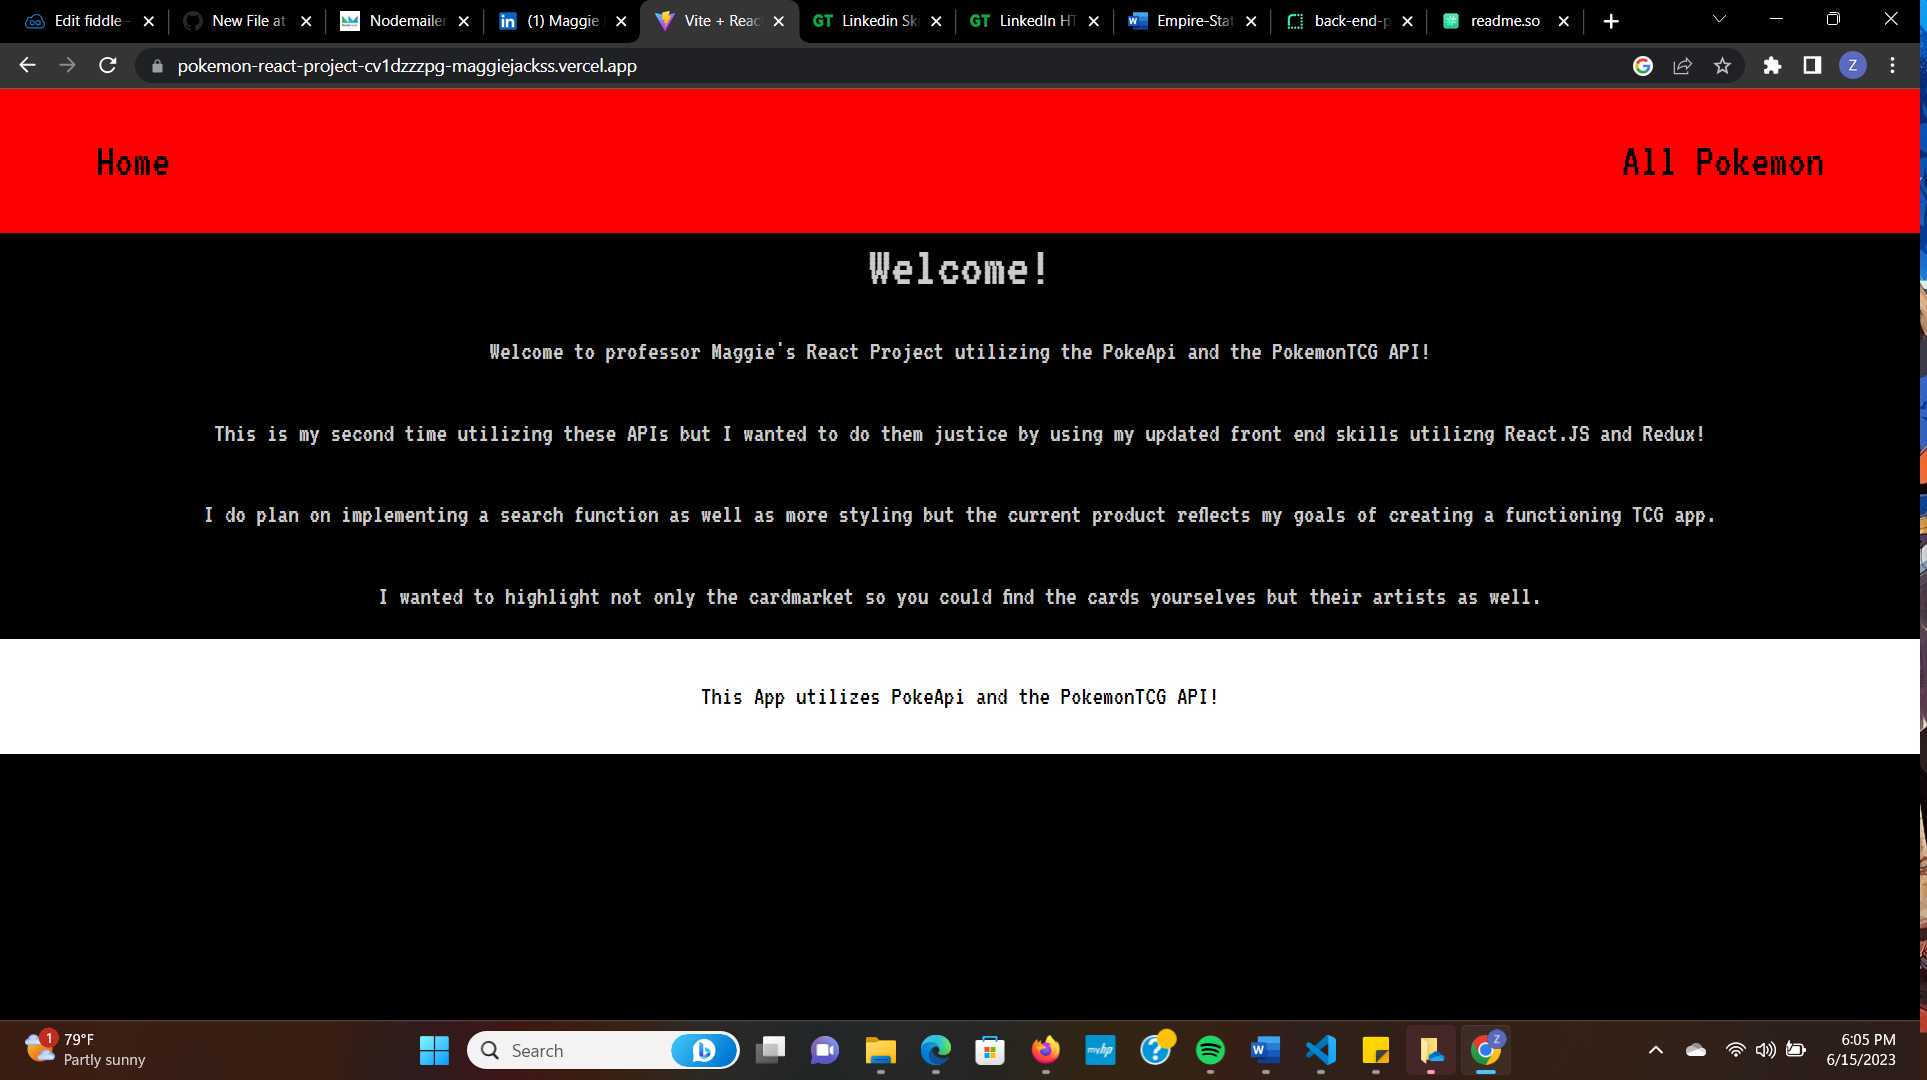 Edit fiddle - New File at Nodemailer (1) Maggie Vite + React Linkedin Ski LinkedIn HT Empire-Stat back-end-p readme.so
pokemon-react-project-cv1dzzzpg-maggiejackss.vercel.app Z
Home All Pokemon
Welcome!
Welcome to professor Maggie's React Project utilizing the PokeApi and the PokemonTCG API!
This is my second time utilizing these APIs but I wanted to do them justice by using my updated front end skills utilizng React.JS and Redux!
I do plan on implementing a search function as well as more styling but the current product reflects my goals of creating a functioning TCG app.
I wanted to highlight not only the cardmarket so you could find the cards yourselves but their artists as well.
This App utilizes PokeApi and the PokemonTCG API!
1 79°F
Partly sunny
Search
6:05 PM
6/15/2023